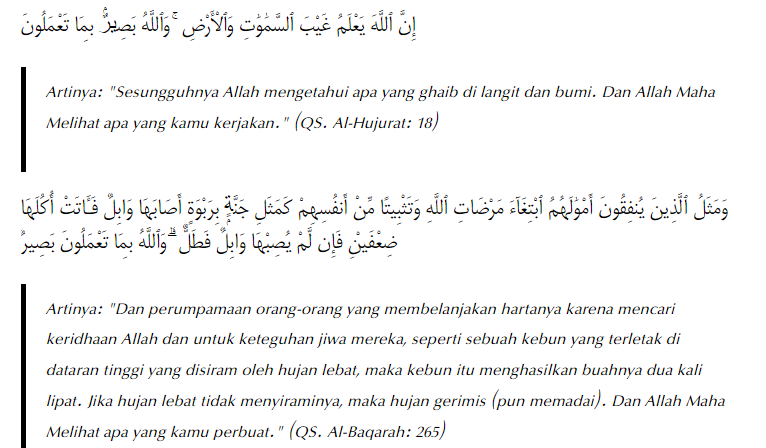 إِنَّ ٱللَّهَ يَعْلَمُ غَيْبَ ٱلسَّمَٰوَٰتِ وَٱلْأَرْضِ ۚ وَٱللَّهُ بَصِيرٌۢ بِمَا تَعْمَلُونَ
Artinya: "Sesungguhnya Allah mengetahui apa yang ghaib di langit dan bumi. Dan Allah Maha
Melihat apa yang kamu kerjakan." (QS. Al-Hujurat: 18)
وَمَثَلُ ٱلَّذِينَ يُنفِقُونَ أَمْوَٰلَهُمُ ٱبْتِغَآءَ مَرْضَاتِ ٱللَّهِ وَتَثْبِيتًا مِّنْ أَنفُسِهِمْ كَمَثَلِ جَنَّةٍۭ بِرَبْوَةٍ أَصَابَهَا وَابِلٌ فَـَٔاتَتْ أُكُلَهَا
ضِعْفَيْنِ فَإِن لَّمْ يُصِبْهَا وَابِلٌ فَطَلٌّ ۗ وَٱللَّهُ بِمَا تَعْمَلُونَ بَصِيرٌ
Artinya: "Dan perumpamaan orang-orang yang membelanjakan hartanya karena mencari
keridhaan Allah dan untuk keteguhan jiwa mereka, seperti sebuah kebun yang terletak di
dataran tinggi yang disiram oleh hujan lebat, maka kebun itu menghasilkan buahnya dua kali
lipat. Jika hujan lebat tidak menyiraminya, maka hujan gerimis (pun memadai). Dan Allah Maha
Melihat apa yang kamu perbuat." (QS. Al-Baqarah: 265)